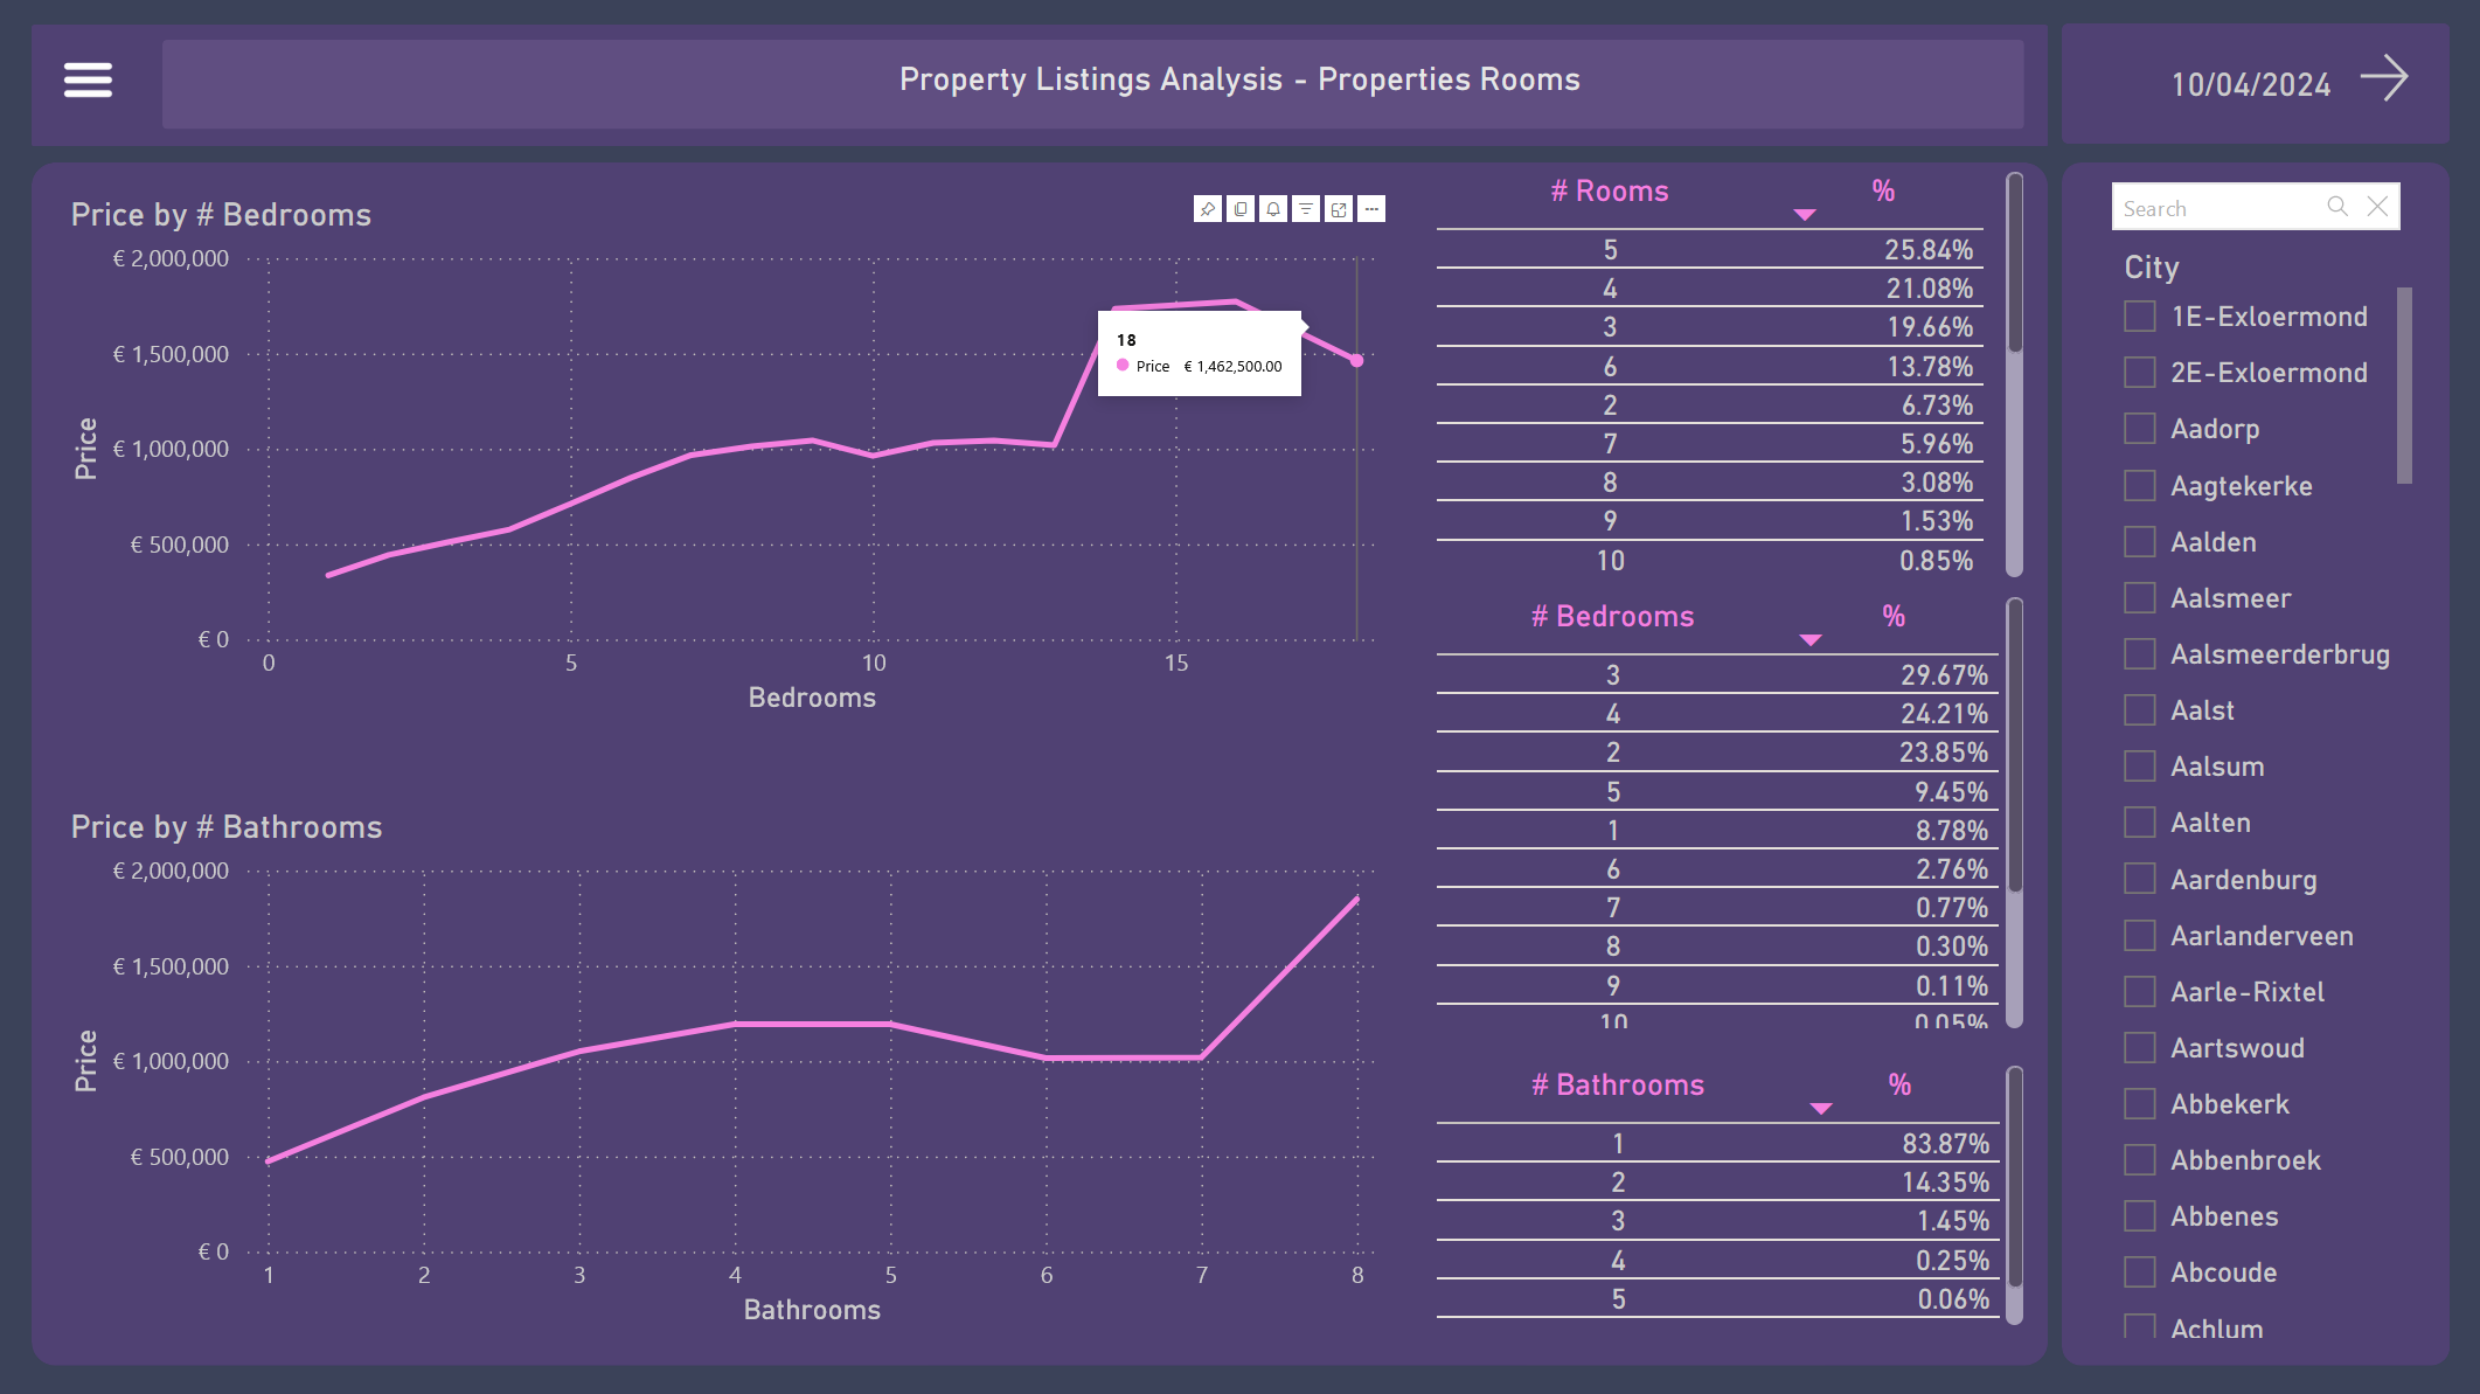 Property Listings Analysis - Properties Rooms
10/04/2024
Price by # Bedrooms
€ 2,000,000
€ 1,500,000
€ 1,000,000
€ 500,000
€ 0
Price
18
Price € 1,462,500.00
0 5 10 15
Bedrooms
Price by # Bathrooms
€ 2,000,000
€ 1,500,000
€ 1,000,000
€ 500,000
€ 0
Price
1 2 3 4 5 6 7 8
Bathrooms
# Rooms %
5 25.84%
4 21.08%
3 19.66%
6 13.78%
2 6.73%
7 5.96%
8 3.08%
9 1.53%
10 0.85%
# Bedrooms %
3 29.67%
4 24.21%
2 23.85%
5 9.45%
1 8.78%
6 2.76%
7 0.77%
8 0.30%
9 0.11%
10 0.05%
# Bathrooms %
1 83.87%
2 14.35%
3 1.45%
4 0.25%
5 0.06%
Search
City
1E-Exloermond
2E-Exloermond
Aadorp
Aagtekerke
Aalden
Aalsmeer
Aalsmeerderbrug
Aalst
Aalsum
Aalten
Aardenburg
Aarlanderveen
Aarle-Rixtel
Aartswoud
Abbekerk
Abbenbroek
Abbenes
Abcoude
Achlum